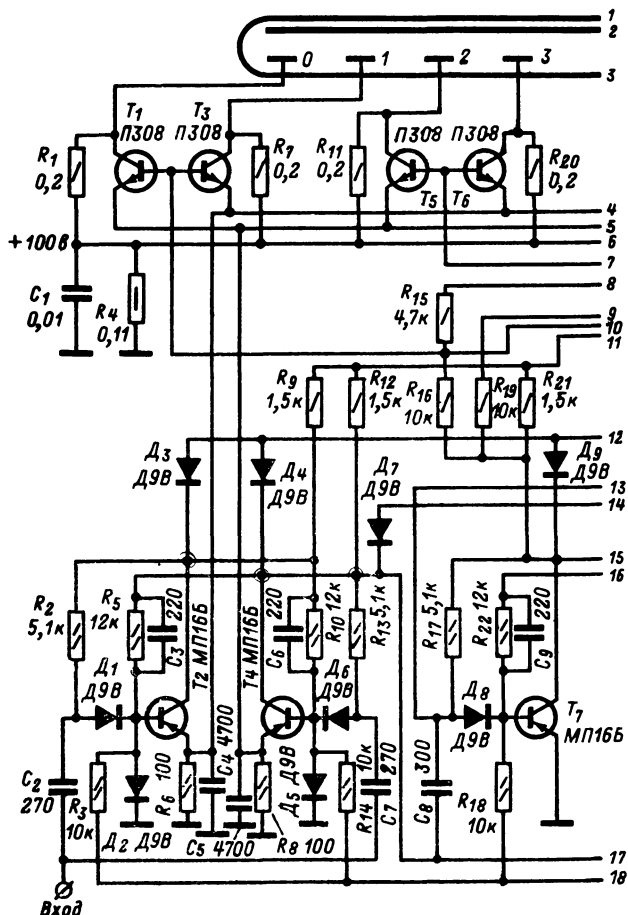 1
2
0 1 2 3
3
T1 T3
П308 П308 П308 П308
R1 R7 R11 R20
0,2 0,2 0,2 0,2
T5 T6
4
5
+100в
6
7
C1
0,01
R4
0,11
8
R15
4,7к
9
10
11
R9 R12 R16 R19 R21
1,5к 1,5к 10к 10к 1,5к
12
Д3 Д4 Д7 Д9
Д9В Д9В Д9В Д9В
13
14
15
16
R2 R5 220 220 12к 5,1к 5,1к 12к 220
5,1к 12к C3 T2 МП16Б T4 МП16Б C6 R10 R13 R17 R22 C9
Д1 Д6 Д8 T7
Д9В Д9В Д9В МП16Б
C2 100 4700 Д9В 10к 270 300
270 R3 R6 C4 Д5 R14 C7 C8 R18
10к Д2 Д9В C5 4700 R8 100 10к
17
18
Вход